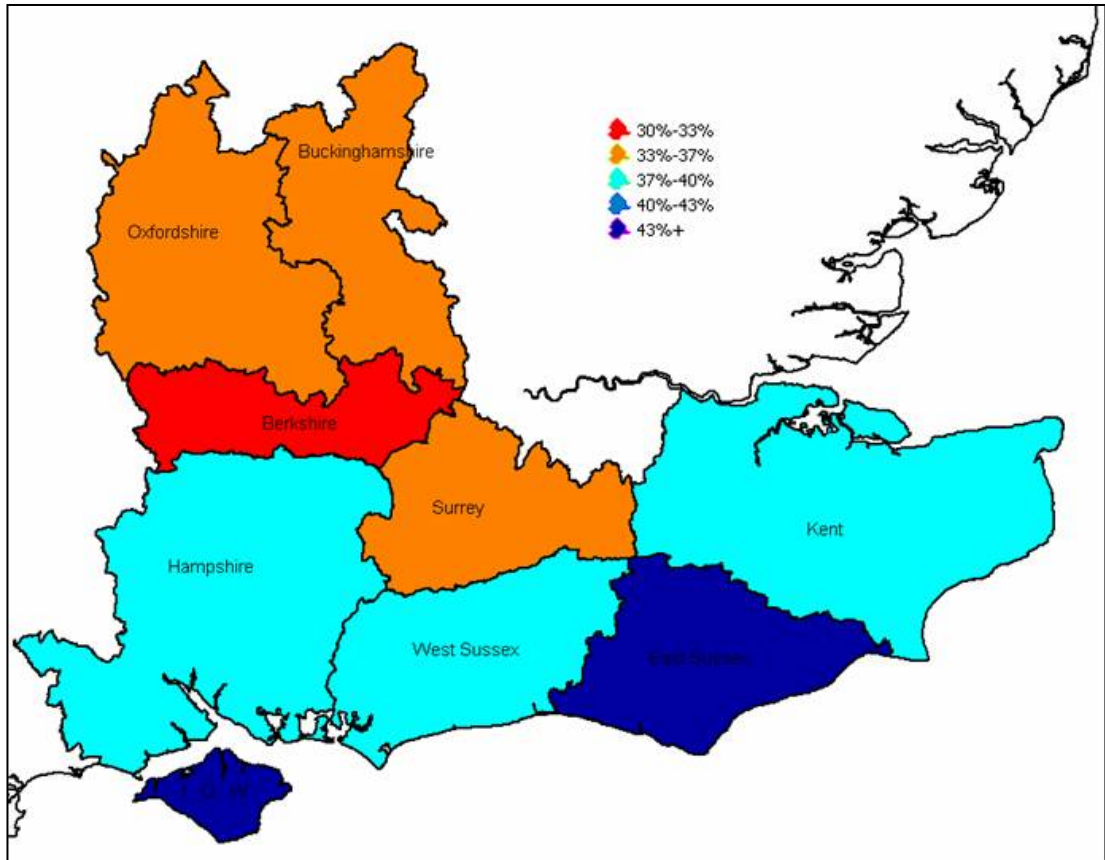 Buckinghamshire
30%-33%
33%-37%
37%-40%
40%-43%
43%+
Oxfordshire
Berkshire
Surrey
Kent
Hampshire
West Sussex
East Sussex
I O W